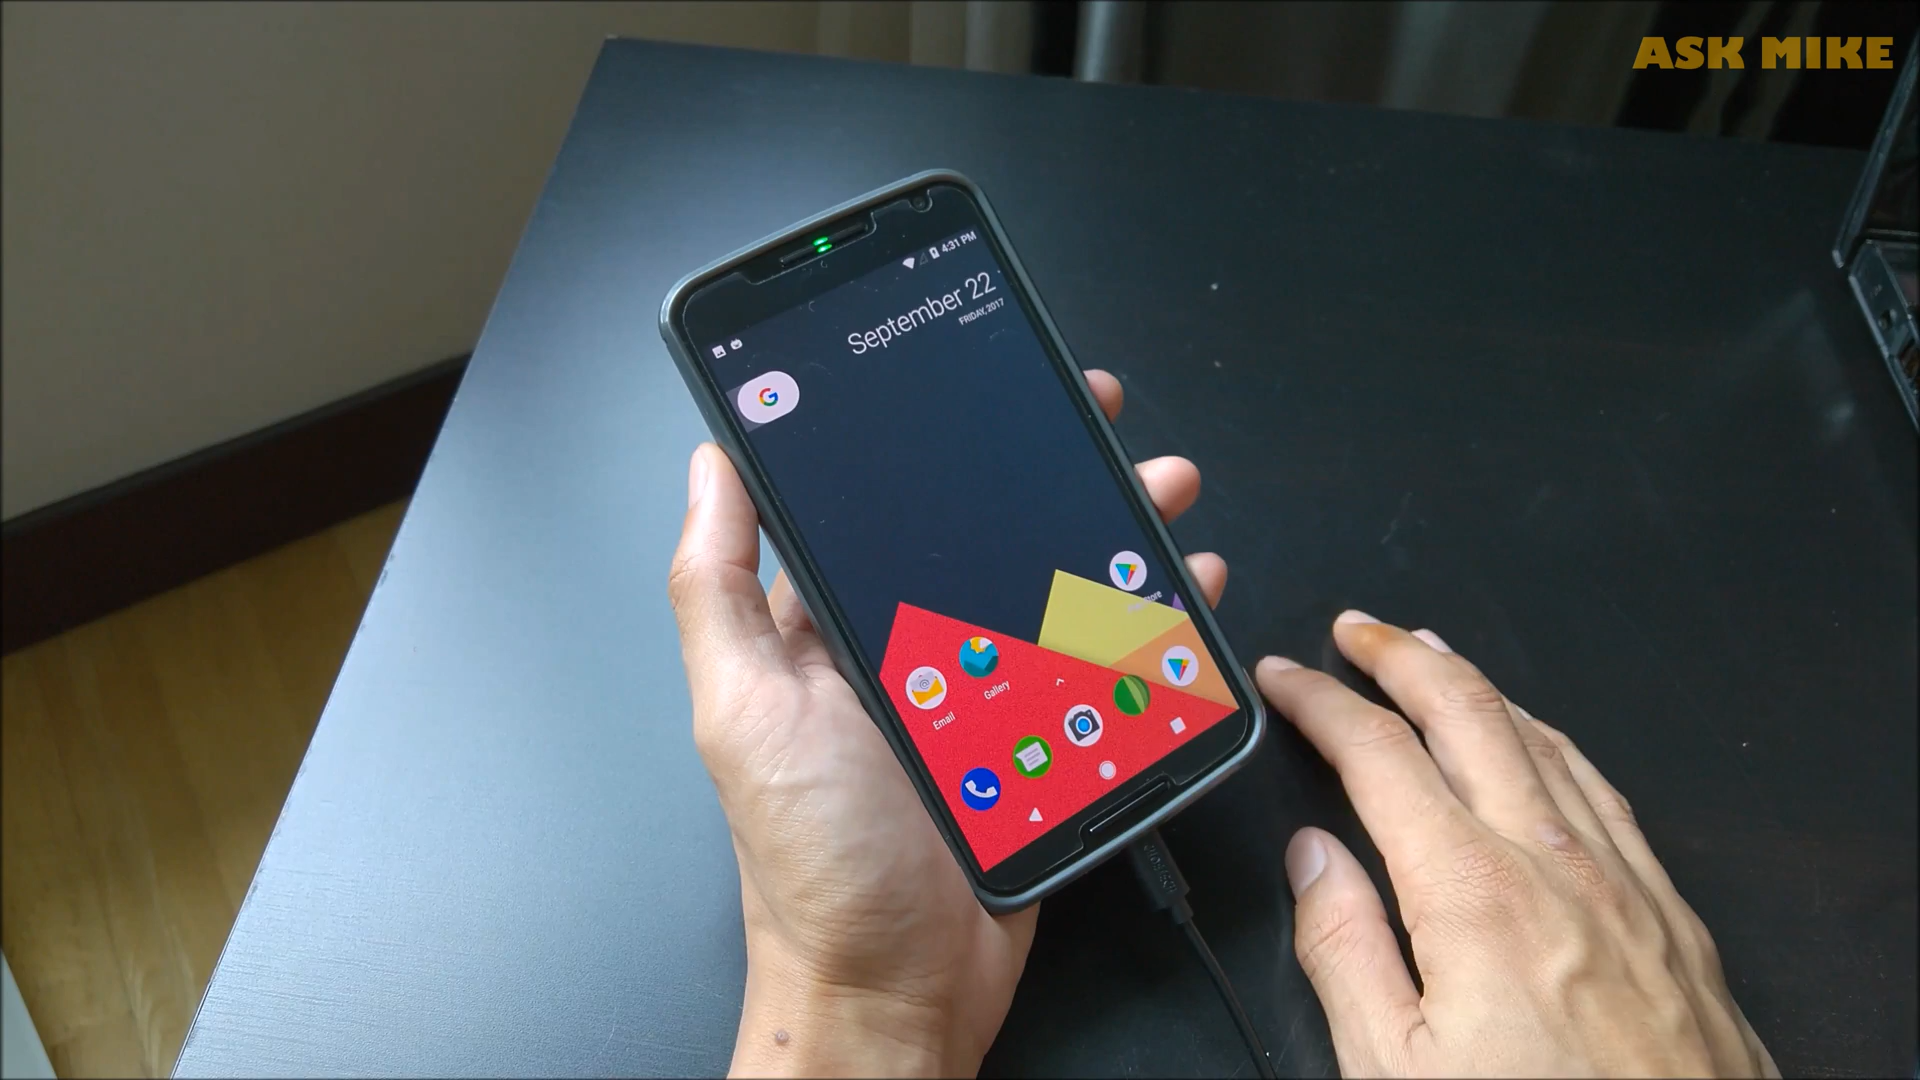 ASK MIKE
4:31 PM
September 22
FRIDAY, 2017
G
Email
Gallery